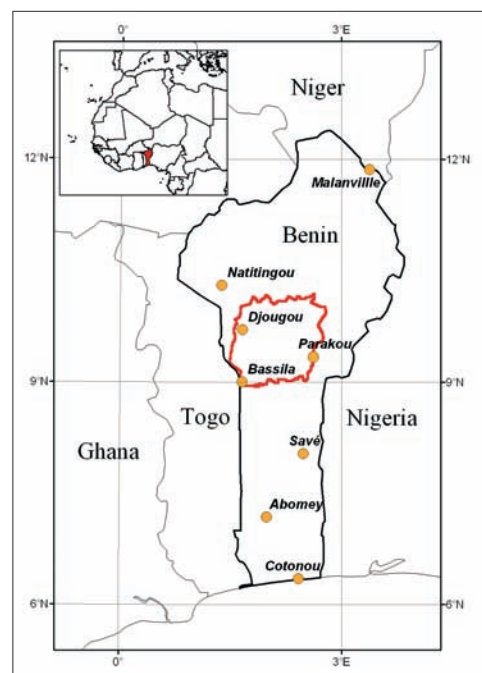 0°
3°E
Niger
12°N
12°N
Malanvillle
Benin
Natitingou
Djougou
Parakou
Bassila
9°N
9°N
Togo
Nigeria
Ghana
Savé
Abomey
Cotonou
6°N
6°N
0°
3°E